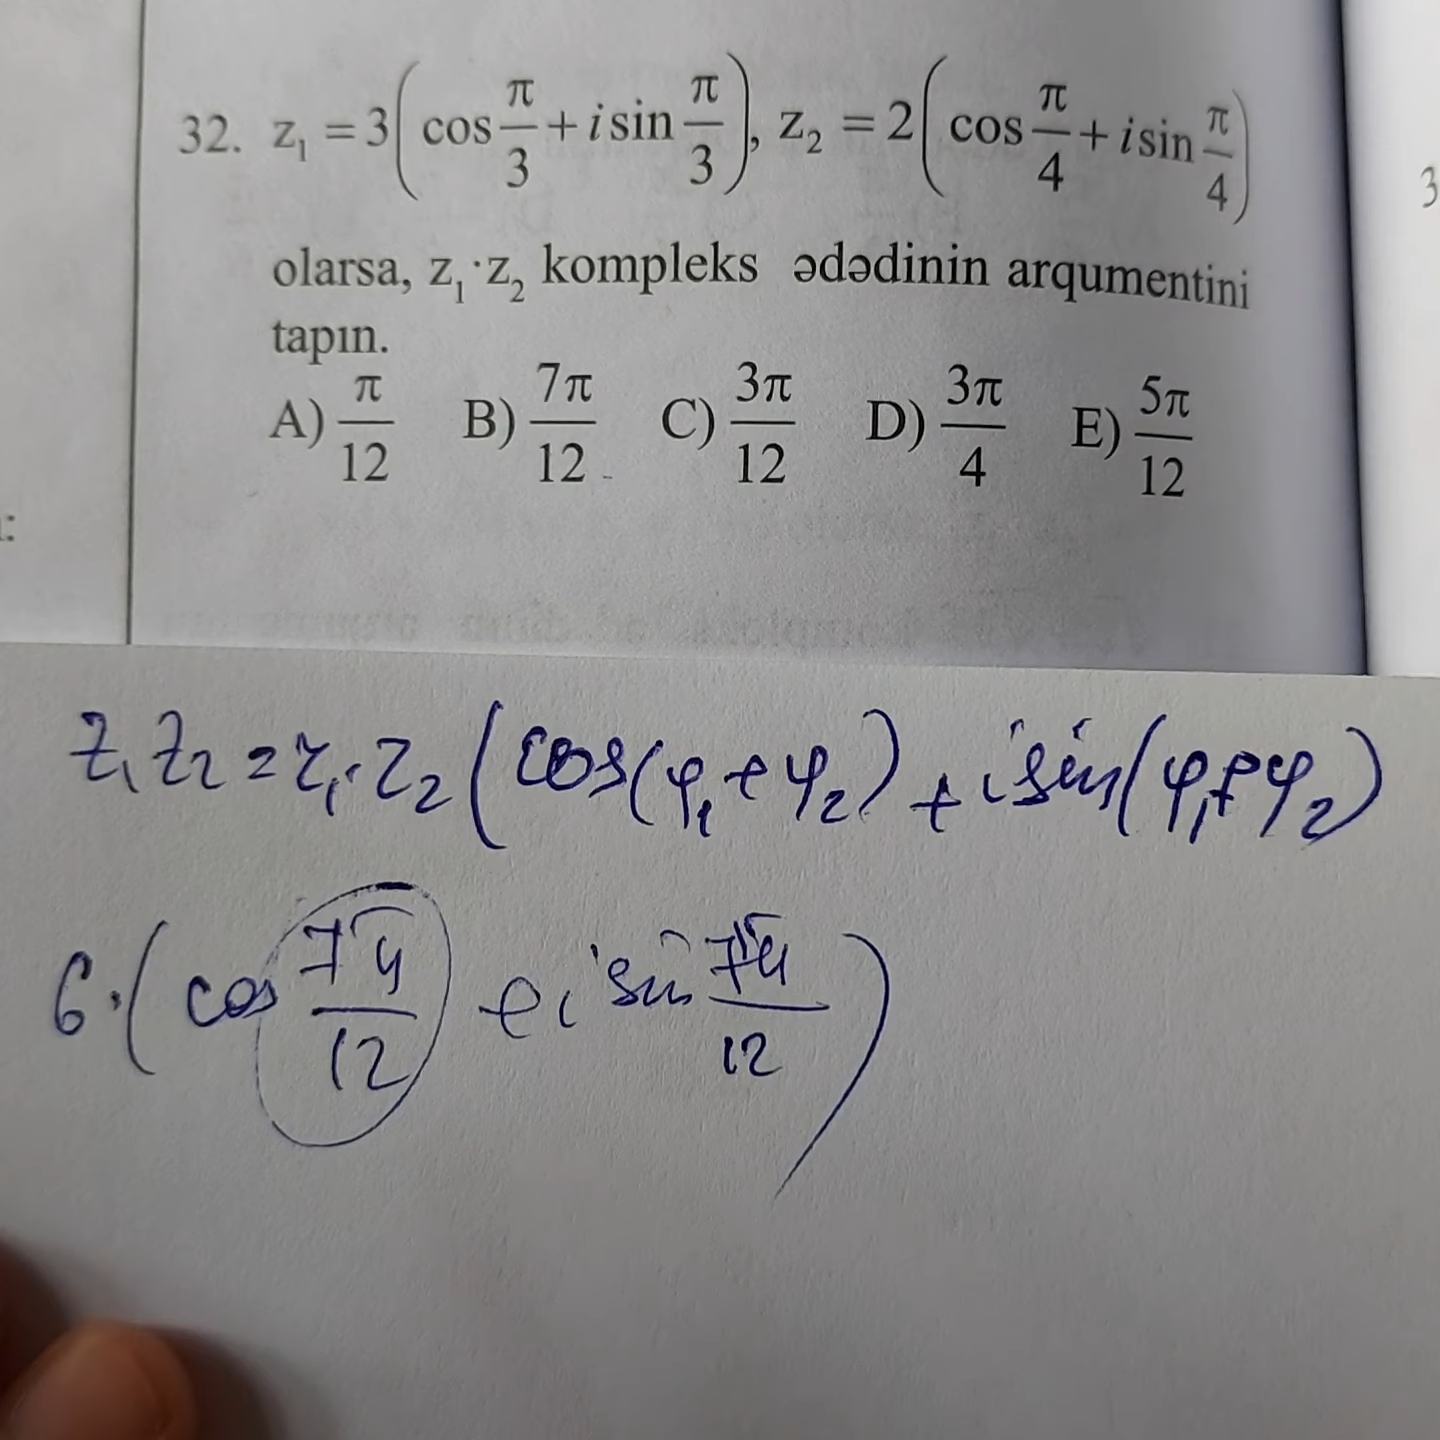 32. z₁ = 3(cos π/3 + i sin π/3), z₂ = 2(cos π/4 + i sin π/4)
olarsa, z₁·z₂ kompleks ədədinin arqumentini
tapın.
A) π/12 B) 7π/12 C) 3π/12 D) 3π/4 E) 5π/12
3
:
z₁z₂ = r₁·r₂(cos(φ₁+φ₂) + i sin(φ₁+φ₂)
6·(cos 7π/12 + i sin 7π/12)